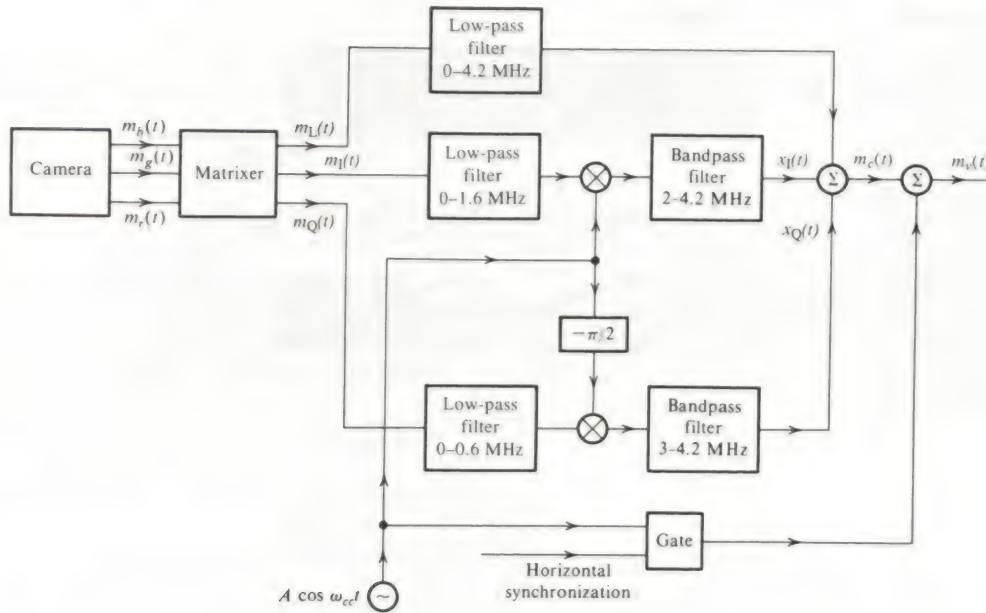 Low-pass
filter
0–4.2 MHz
Camera
m_b(t)
m_g(t)
m_r(t)
Matrixer
m_L(t)
m_I(t)
m_Q(t)
Low-pass
filter
0–1.6 MHz
Bandpass
filter
2–4.2 MHz
x_I(t)
Σ
m_c(t)
Σ
m_v(t)
x_Q(t)
−π/2
Low-pass
filter
0–0.6 MHz
Bandpass
filter
3–4.2 MHz
Gate
Horizontal
synchronization
A cos ω_cc t
~